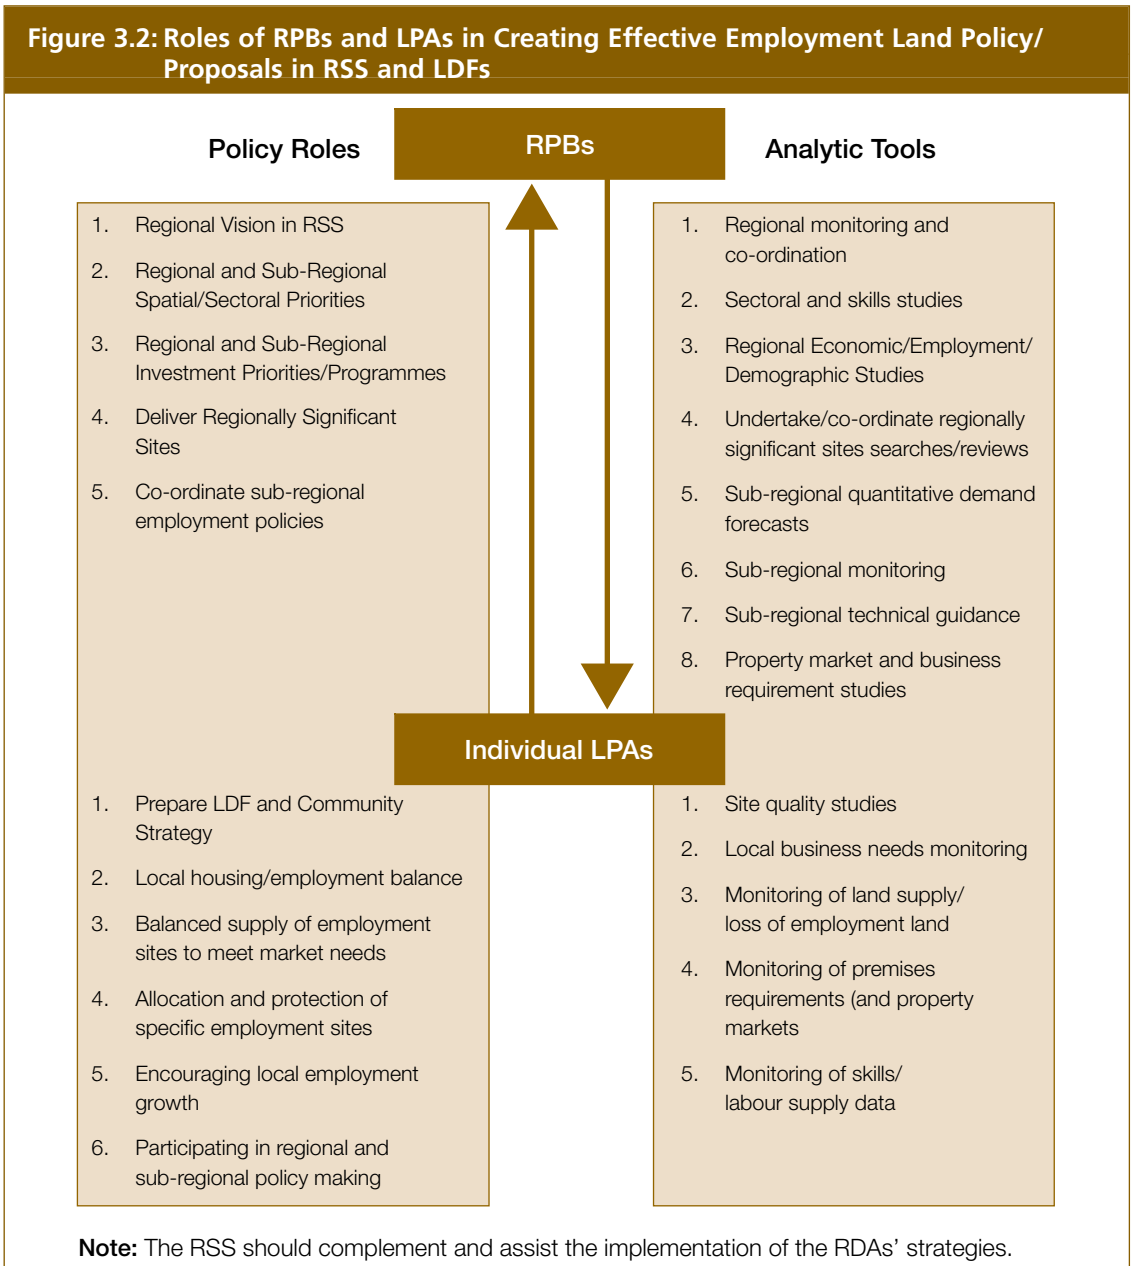 Figure 3.2: Roles of RPBs and LPAs in Creating Effective Employment Land Policy/
Proposals in RSS and LDFs
Policy Roles
RPBs
Analytic Tools
1. Regional Vision in RSS
2. Regional and Sub-Regional
Spatial/Sectoral Priorities
3. Regional and Sub-Regional
Investment Priorities/Programmes
4. Deliver Regionally Significant
Sites
5. Co-ordinate sub-regional
employment policies
1. Regional monitoring and
co-ordination
2. Sectoral and skills studies
3. Regional Economic/Employment/
Demographic Studies
4. Undertake/co-ordinate regionally
significant sites searches/reviews
5. Sub-regional quantitative demand
forecasts
6. Sub-regional monitoring
7. Sub-regional technical guidance
8. Property market and business
requirement studies
Individual LPAs
1. Prepare LDF and Community
Strategy
2. Local housing/employment balance
3. Balanced supply of employment
sites to meet market needs
4. Allocation and protection of
specific employment sites
5. Encouraging local employment
growth
6. Participating in regional and
sub-regional policy making
1. Site quality studies
2. Local business needs monitoring
3. Monitoring of land supply/
loss of employment land
4. Monitoring of premises
requirements (and property
markets
5. Monitoring of skills/
labour supply data
Note: The RSS should complement and assist the implementation of the RDAs' strategies.